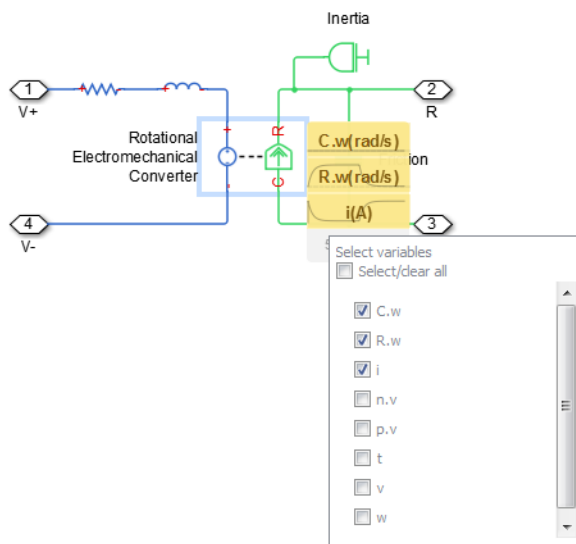 Inertia
1
2
V+
R
+
R
Rotational
Electromechanical
Converter
C
-
C.w(rad/s)
R.w(rad/s)
i(A)
4
3
V-
Select variables
Select/clear all
C.w
R.w
i
n.v
p.v
t
v
w